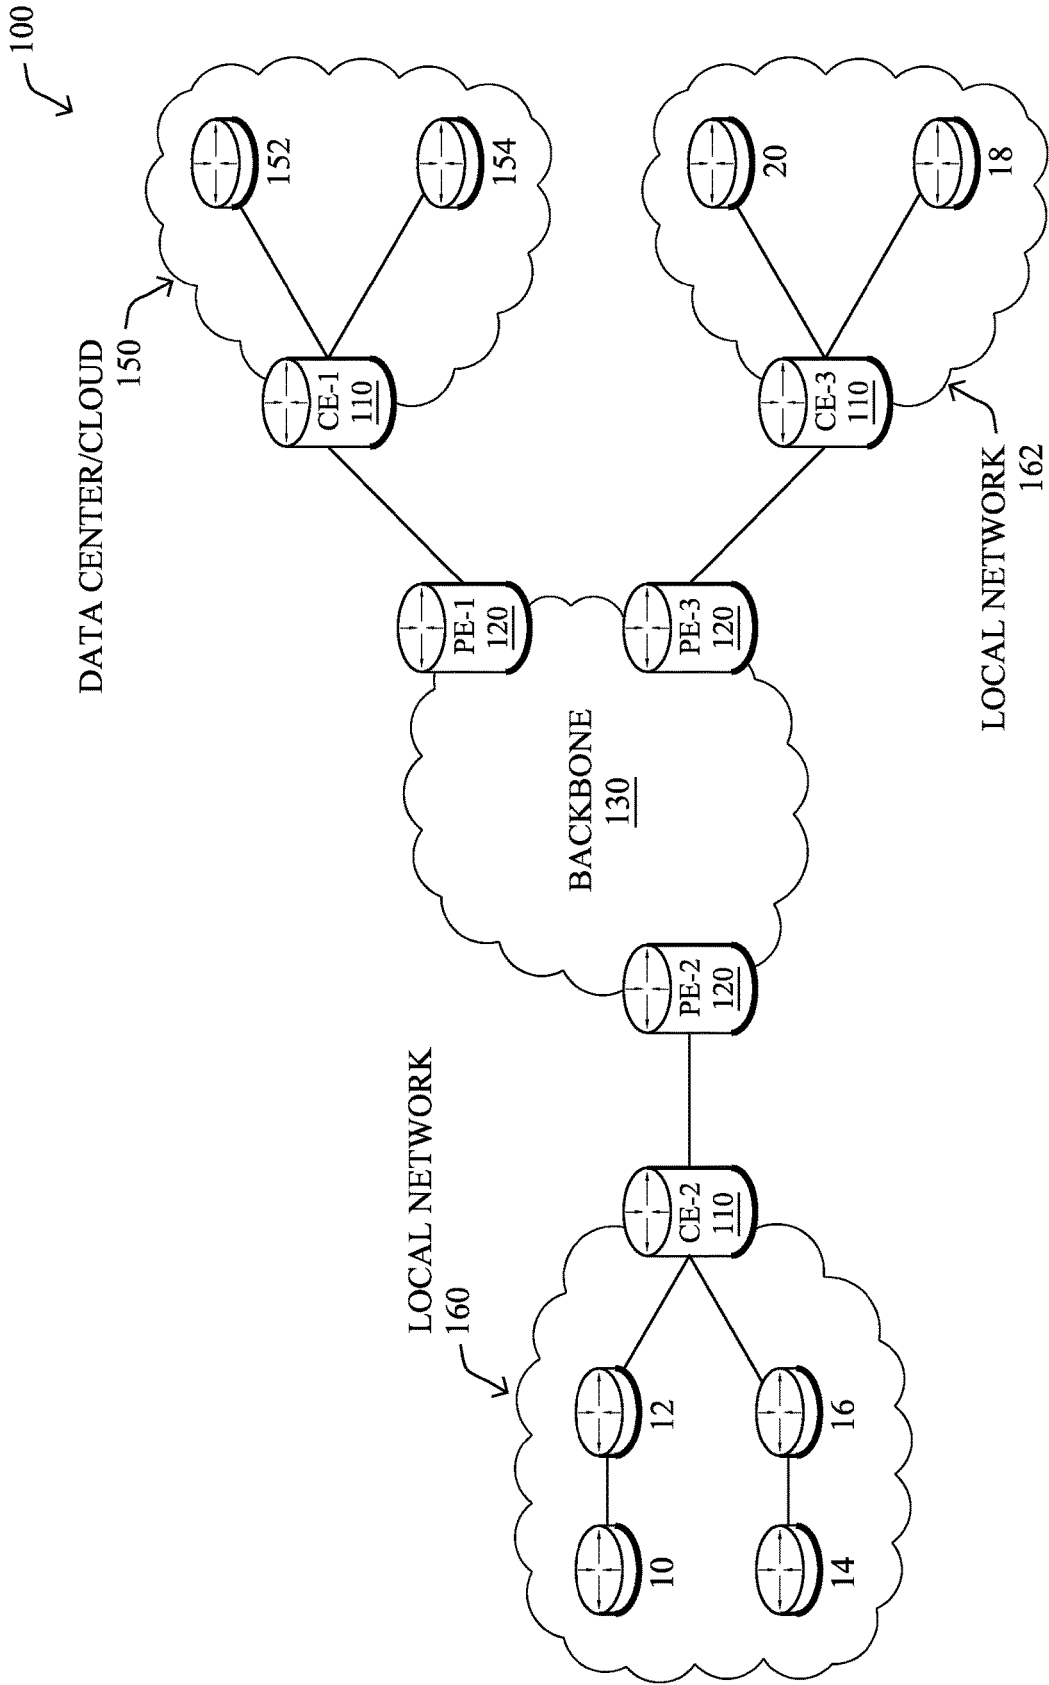 100
DATA CENTER/CLOUD
150
152
154
CE-1
110
PE-1
120
BACKBONE
130
PE-3
120
CE-3
110
20
18
LOCAL NETWORK
162
PE-2
120
LOCAL NETWORK
160
CE-2
110
12
10
16
14